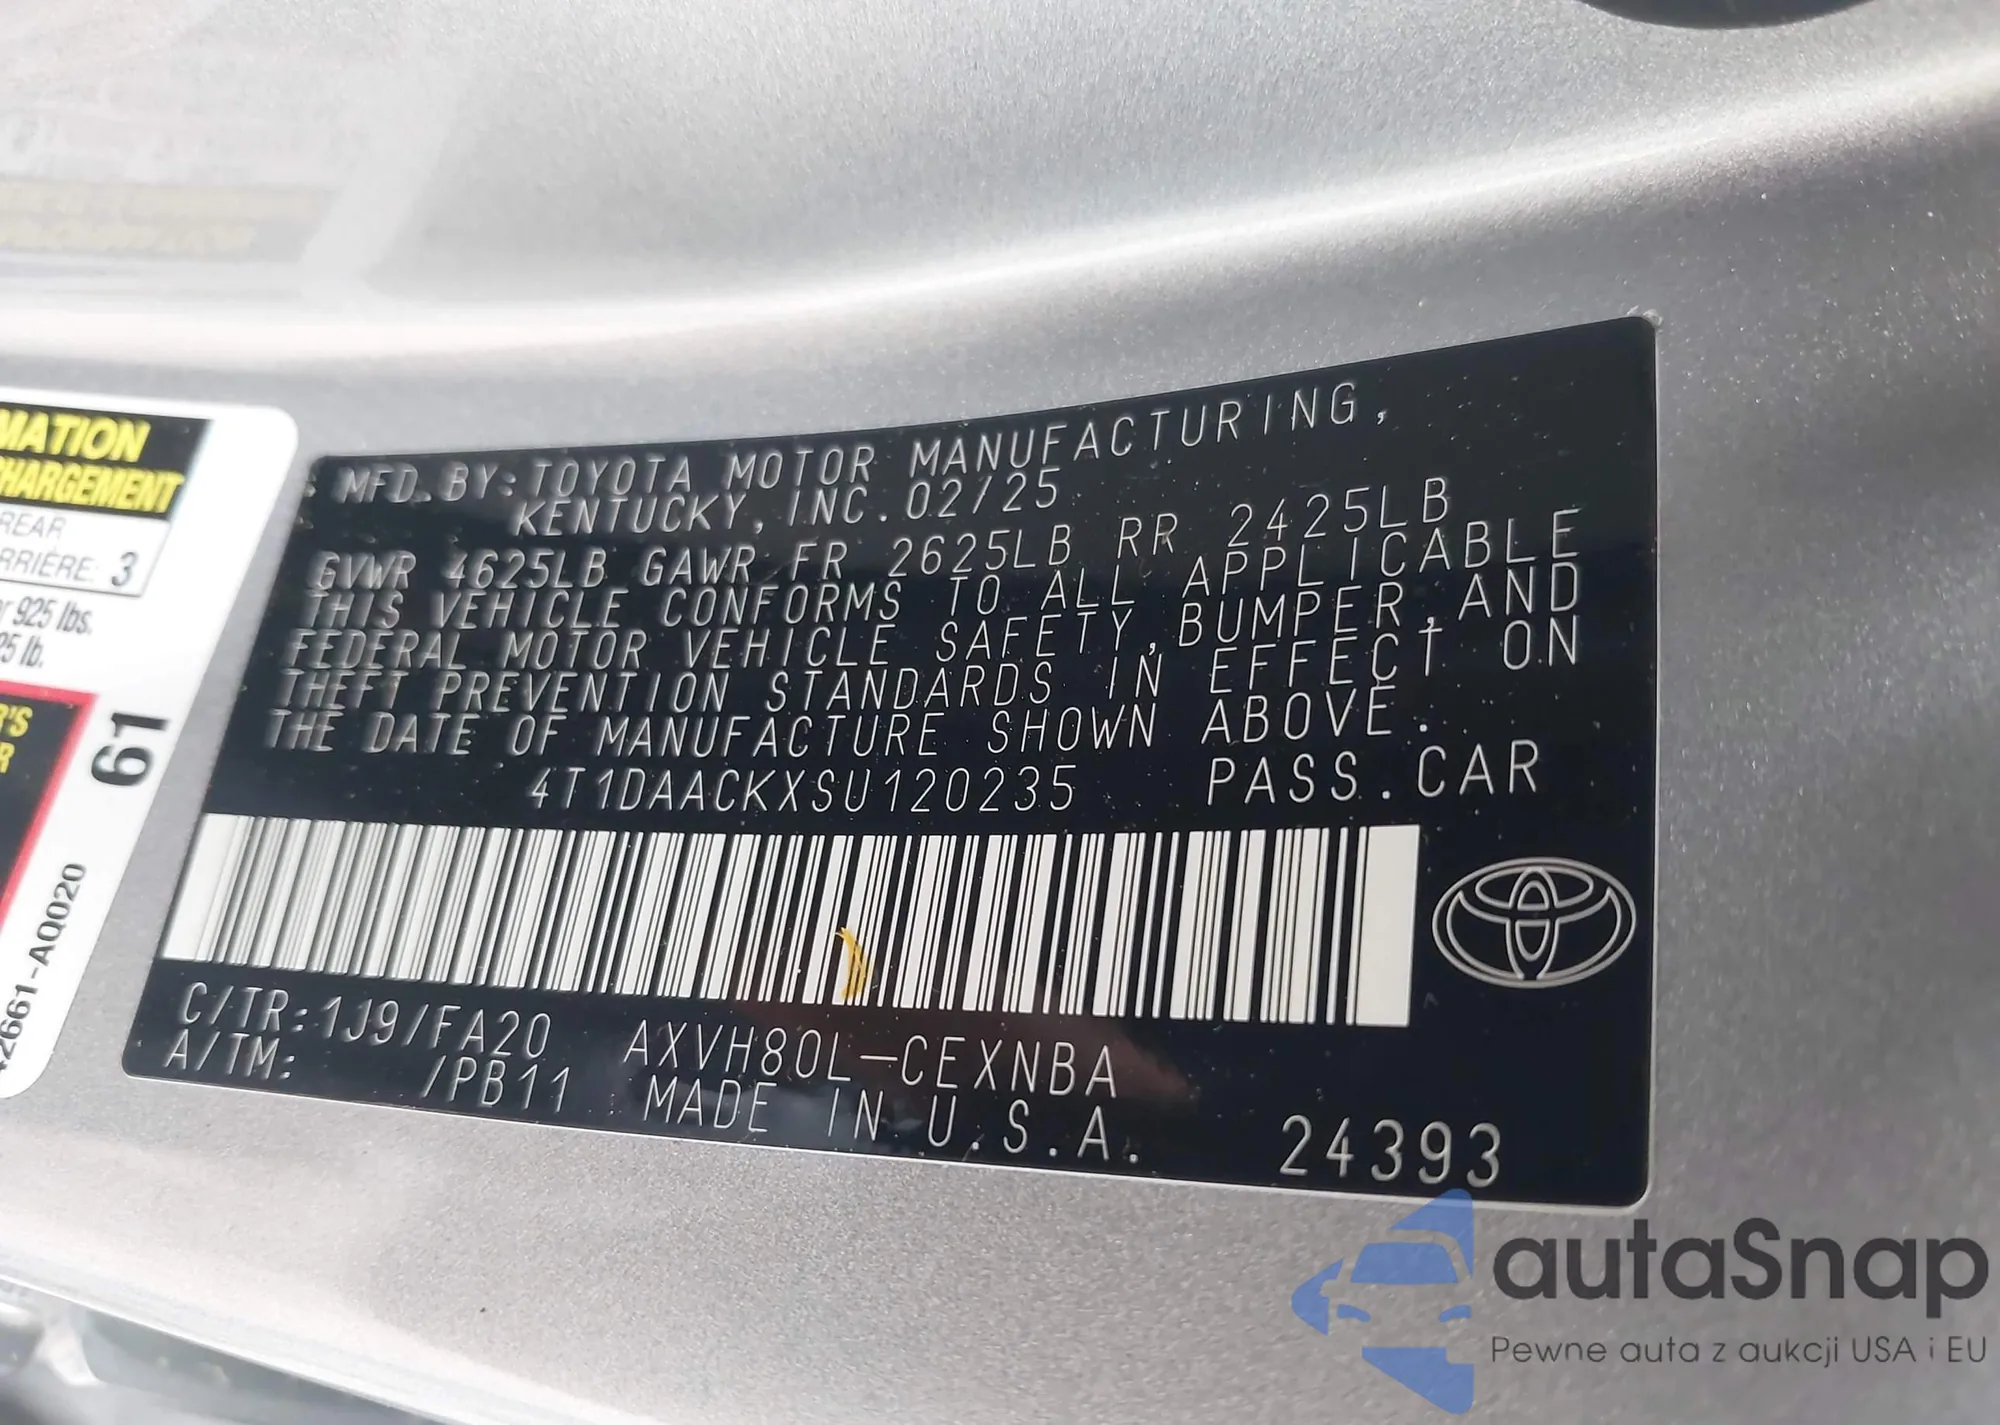 MATION
HARGEMENT
REAR
RRIÈRE: 3
925 lbs.
25 lb.
R'S
R
61
42661-AQ020
MFD. BY: TOYOTA MOTOR MANUFACTURING,
KENTUCKY, INC. 02/25
GVWR 4625LB GAWR FR 2625LB RR 2425LB
THIS VEHICLE CONFORMS TO ALL APPLICABLE
FEDERAL MOTOR VEHICLE SAFETY, BUMPER, AND
THEFT PREVENTION STANDARDS IN EFFECT ON
THE DATE OF MANUFACTURE SHOWN ABOVE.
4T1DAACKXSU120235 PASS.CAR
C/TR: 1J9/FA20 AXVH80L-CEXNBA
A/TM: /PB11 MADE IN U.S.A. 24393
autaSnap
Pewne auta z aukcji USA i EU